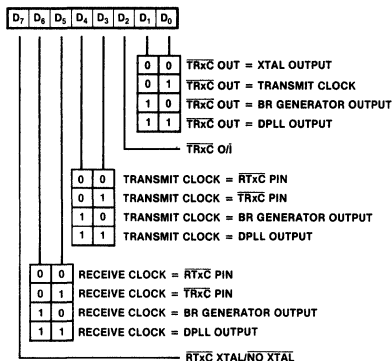 D7 D6 D5 D4 D3 D2 D1 D0
0 0 TRxC OUT = XTAL OUTPUT
0 1 TRxC OUT = TRANSMIT CLOCK
1 0 TRxC OUT = BR GENERATOR OUTPUT
1 1 TRxC OUT = DPLL OUTPUT
TRxC O/I
0 0 TRANSMIT CLOCK = RTxC PIN
0 1 TRANSMIT CLOCK = TRxC PIN
1 0 TRANSMIT CLOCK = BR GENERATOR OUTPUT
1 1 TRANSMIT CLOCK = DPLL OUTPUT
0 0 RECEIVE CLOCK = RTxC PIN
0 1 RECEIVE CLOCK = TRxC PIN
1 0 RECEIVE CLOCK = BR GENERATOR OUTPUT
1 1 RECEIVE CLOCK = DPLL OUTPUT
RTxC XTAL/NO XTAL